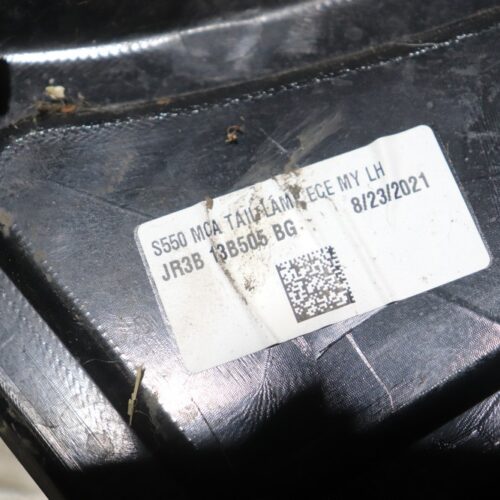 S550 MCA TAIL LAMP ECE MY LH
JR3B 13B505 BG 8/23/2021